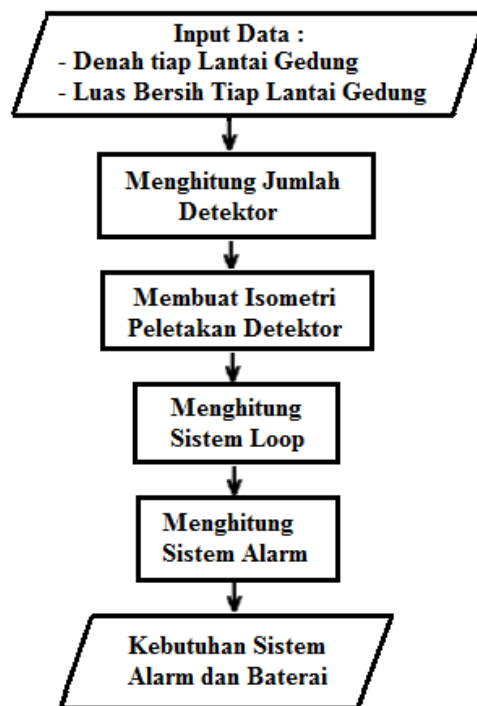 Input Data :
- Denah tiap Lantai Gedung
- Luas Bersih Tiap Lantai Gedung
Menghitung Jumlah
Detektor
Membuat Isometri
Peletakan Detektor
Menghitung
Sistem Loop
Menghitung
Sistem Alarm
Kebutuhan Sistem
Alarm dan Baterai